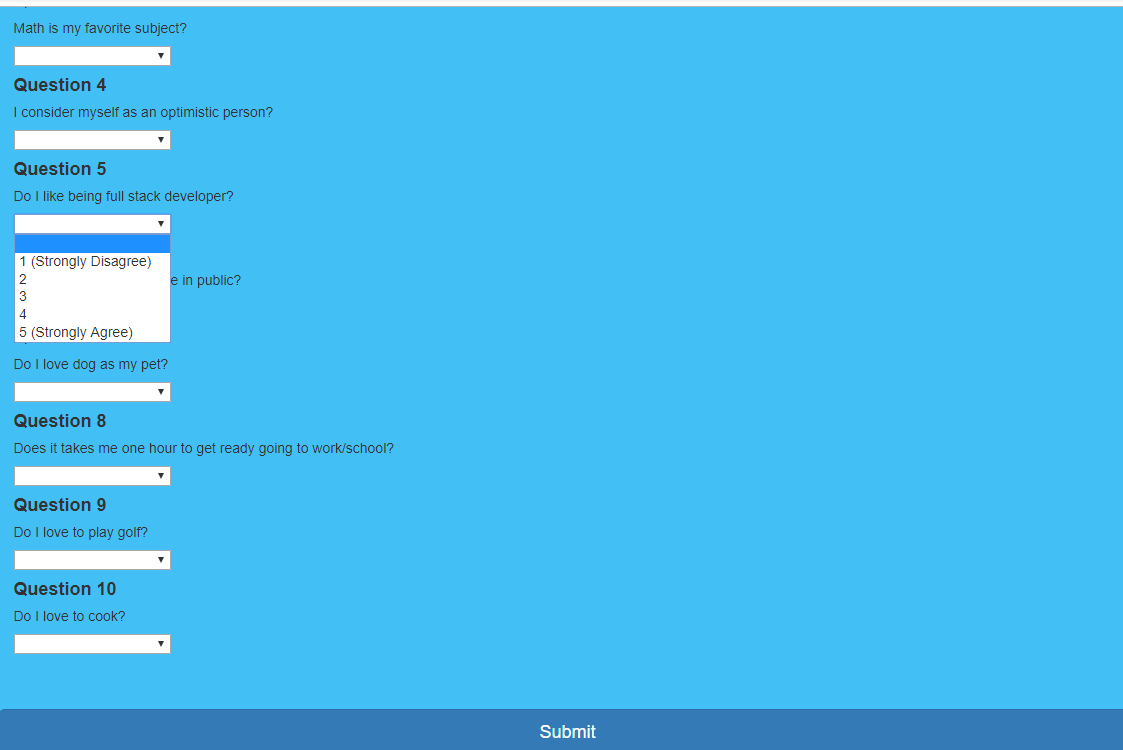 Math is my favorite subject?
Question 4
I consider myself as an optimistic person?
Question 5
Do I like being full stack developer?
1 (Strongly Disagree)
2
e in public?
3
4
5 (Strongly Agree)
Do I love dog as my pet?
Question 8
Does it takes me one hour to get ready going to work/school?
Question 9
Do I love to play golf?
Question 10
Do I love to cook?
Submit